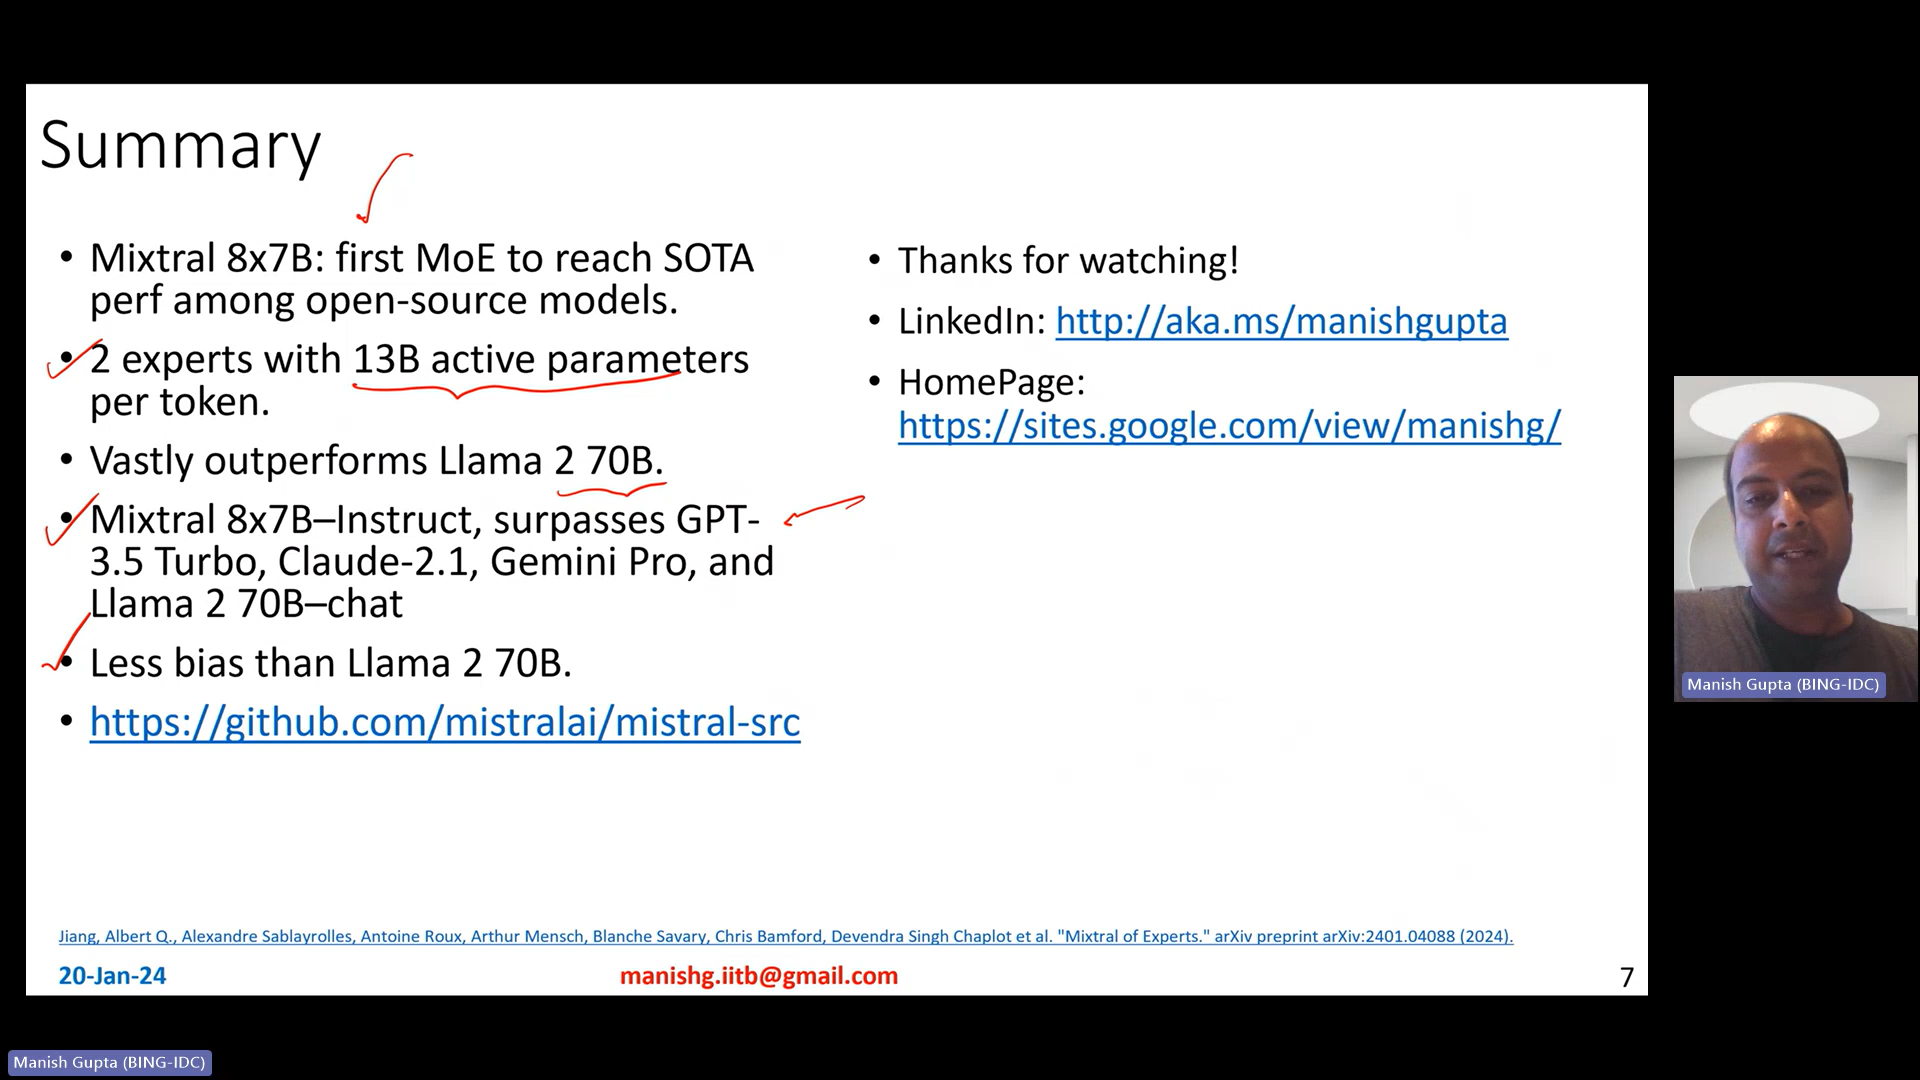 Summary
• Mixtral 8x7B: first MoE to reach SOTA
perf among open-source models.
• 2 experts with 13B active parameters
per token.
• Vastly outperforms Llama 2 70B.
• Mixtral 8x7B–Instruct, surpasses GPT-
3.5 Turbo, Claude-2.1, Gemini Pro, and
Llama 2 70B–chat
• Less bias than Llama 2 70B.
• https://github.com/mistralai/mistral-src
• Thanks for watching!
• LinkedIn: http://aka.ms/manishgupta
• HomePage:
https://sites.google.com/view/manishg/
Jiang, Albert Q., Alexandre Sablayrolles, Antoine Roux, Arthur Mensch, Blanche Savary, Chris Bamford, Devendra Singh Chaplot et al. "Mixtral of Experts." arXiv preprint arXiv:2401.04088 (2024).
20-Jan-24
manishg.iitb@gmail.com
7
Manish Gupta (BING-IDC)
Manish Gupta (BING-IDC)